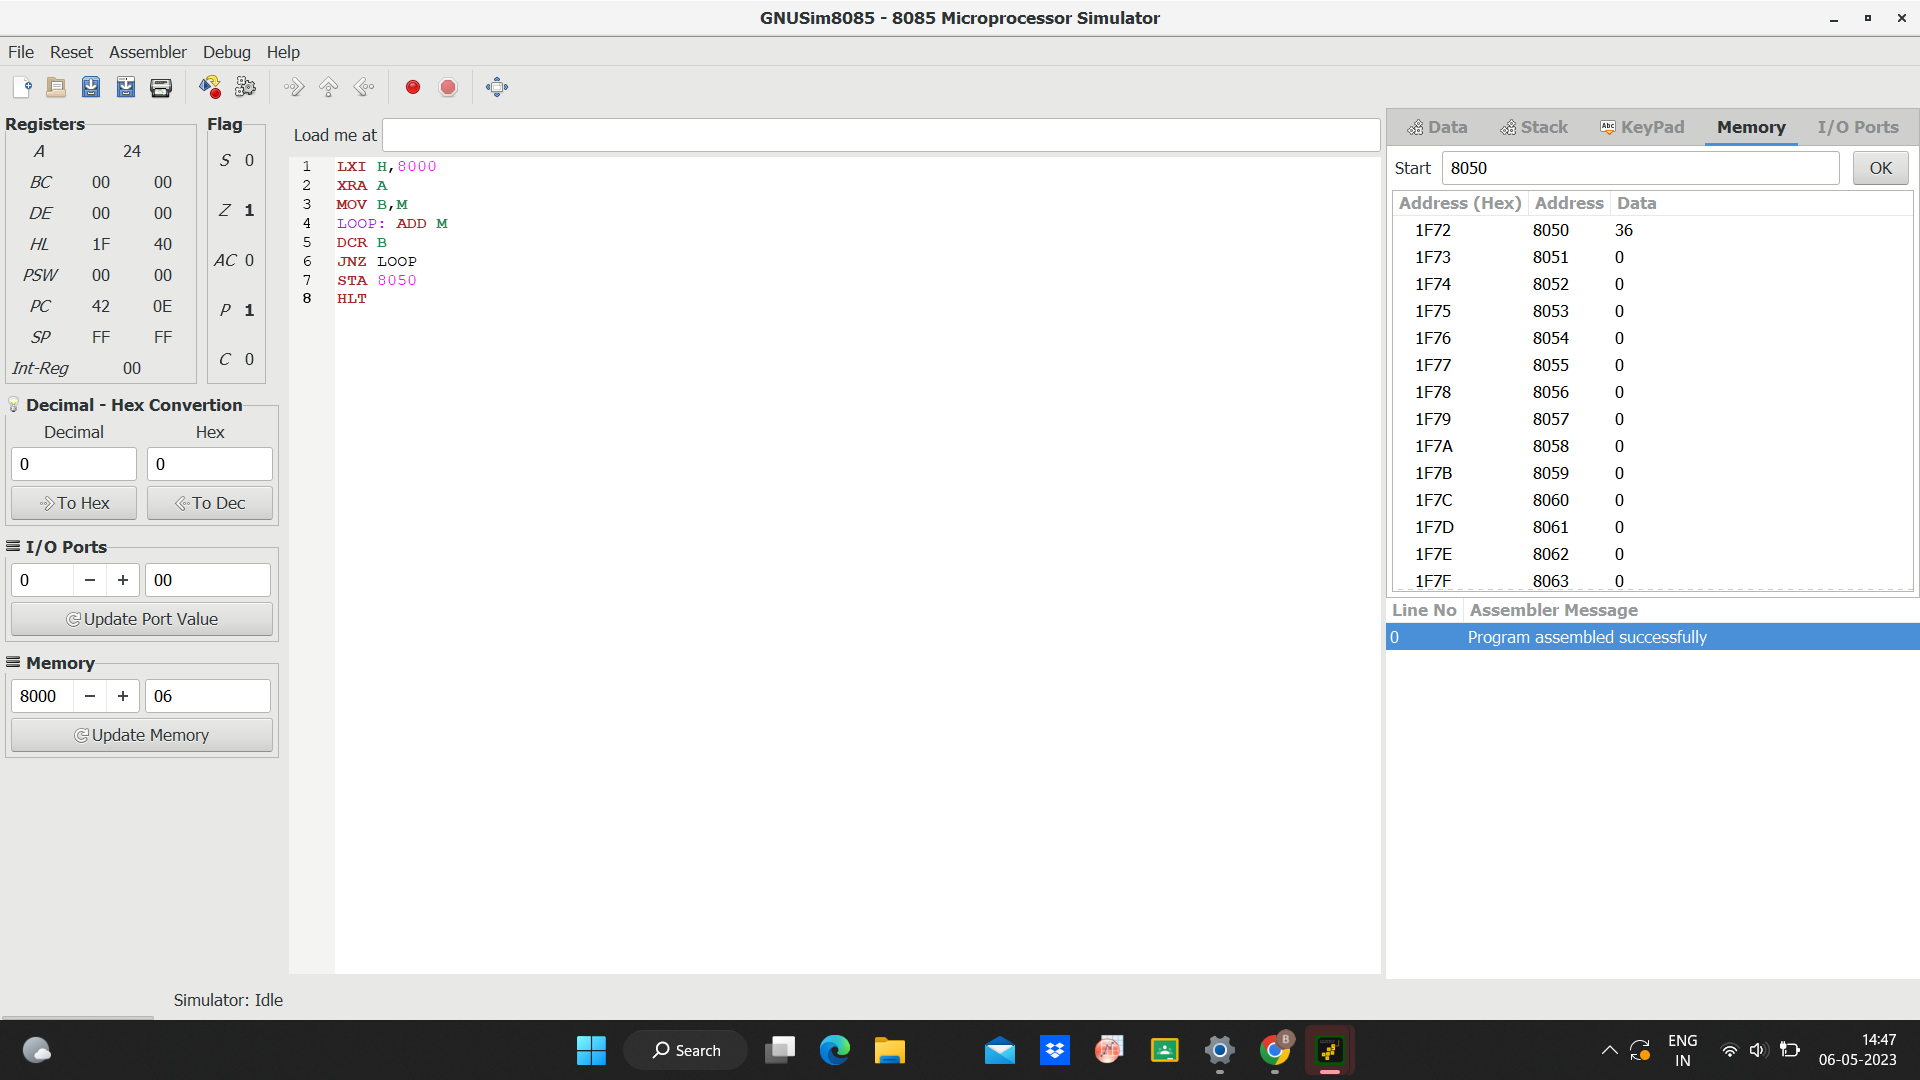 GNUSim8085 - 8085 Microprocessor Simulator
File Reset Assembler Debug Help
Registers
A 24
BC 00 00
DE 00 00
HL 1F 40
PSW 00 00
PC 42 0E
SP FF FF
Int-Reg 00
Flag
S 0
Z 1
AC 0
P 1
C 0
Decimal - Hex Convertion
Decimal Hex
0 0
To Hex To Dec
I/O Ports
0 − + 00
Update Port Value
Memory
8000 − + 06
Update Memory
Load me at
1 LXI H,8000
2 XRA A
3 MOV B,M
4 LOOP: ADD M
5 DCR B
6 JNZ LOOP
7 STA 8050
8 HLT
Data Stack Abc KeyPad Memory I/O Ports
Start 8050 OK
Address (Hex) Address Data
1F72 8050 36
1F73 8051 0
1F74 8052 0
1F75 8053 0
1F76 8054 0
1F77 8055 0
1F78 8056 0
1F79 8057 0
1F7A 8058 0
1F7B 8059 0
1F7C 8060 0
1F7D 8061 0
1F7E 8062 0
1F7F 8063 0
Line No Assembler Message
0 Program assembled successfully
Simulator: Idle
Search
B
ENG
IN
14:47
06-05-2023